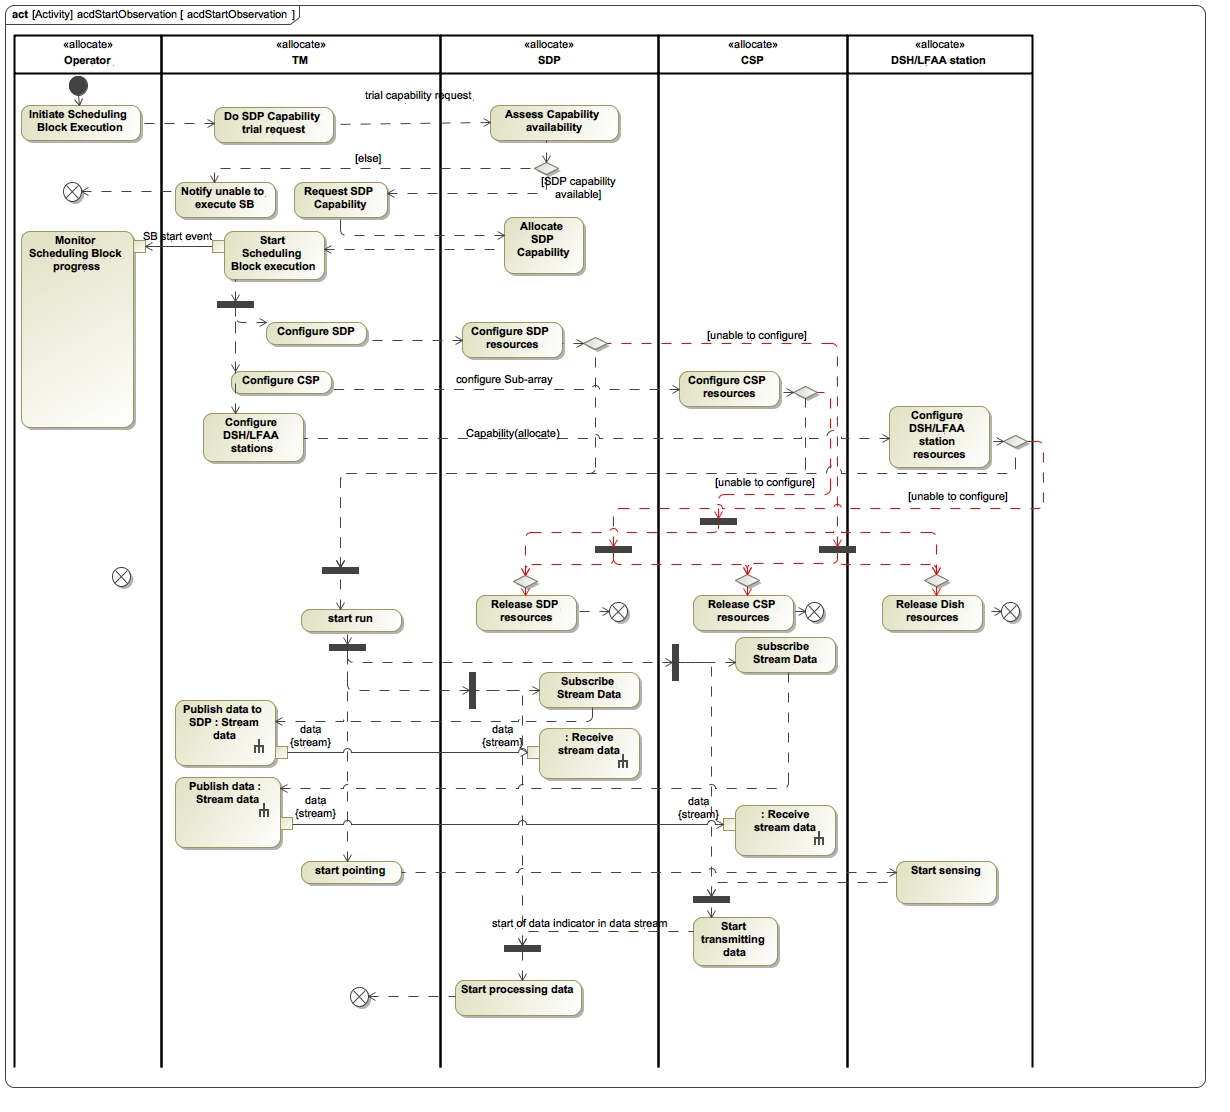 act [Activity] acdStartObservation [ acdStartObservation ]
«allocate»
Operator
«allocate»
TM
«allocate»
SDP
«allocate»
CSP
«allocate»
DSH/LFAA station
trial capability request
Initiate Scheduling
Block Execution
Do SDP Capability
trial request
Assess Capability
availability
[else]
[SDP capability
available]
Notify unable to
execute SB
Request SDP
Capability
Allocate
SDP
Capability
Monitor
Scheduling Block
progress
SB start event
Start
Scheduling
Block execution
Configure SDP
Configure SDP
resources
[unable to configure]
Configure CSP
configure Sub-array
Configure CSP
resources
Configure
DSH/LFAA
stations
Capability(allocate)
Configure
DSH/LFAA
station
resources
[unable to configure]
[unable to configure]
Release SDP
resources
Release CSP
resources
Release Dish
resources
start run
subscribe
Stream Data
Subscribe
Stream Data
Publish data to
SDP : Stream
data
data
{stream}
data
{stream}
: Receive
stream data
Publish data :
Stream data
data
{stream}
data
{stream}
: Receive
stream data
start pointing
Start sensing
start of data indicator in data stream
Start
transmitting
data
Start processing data